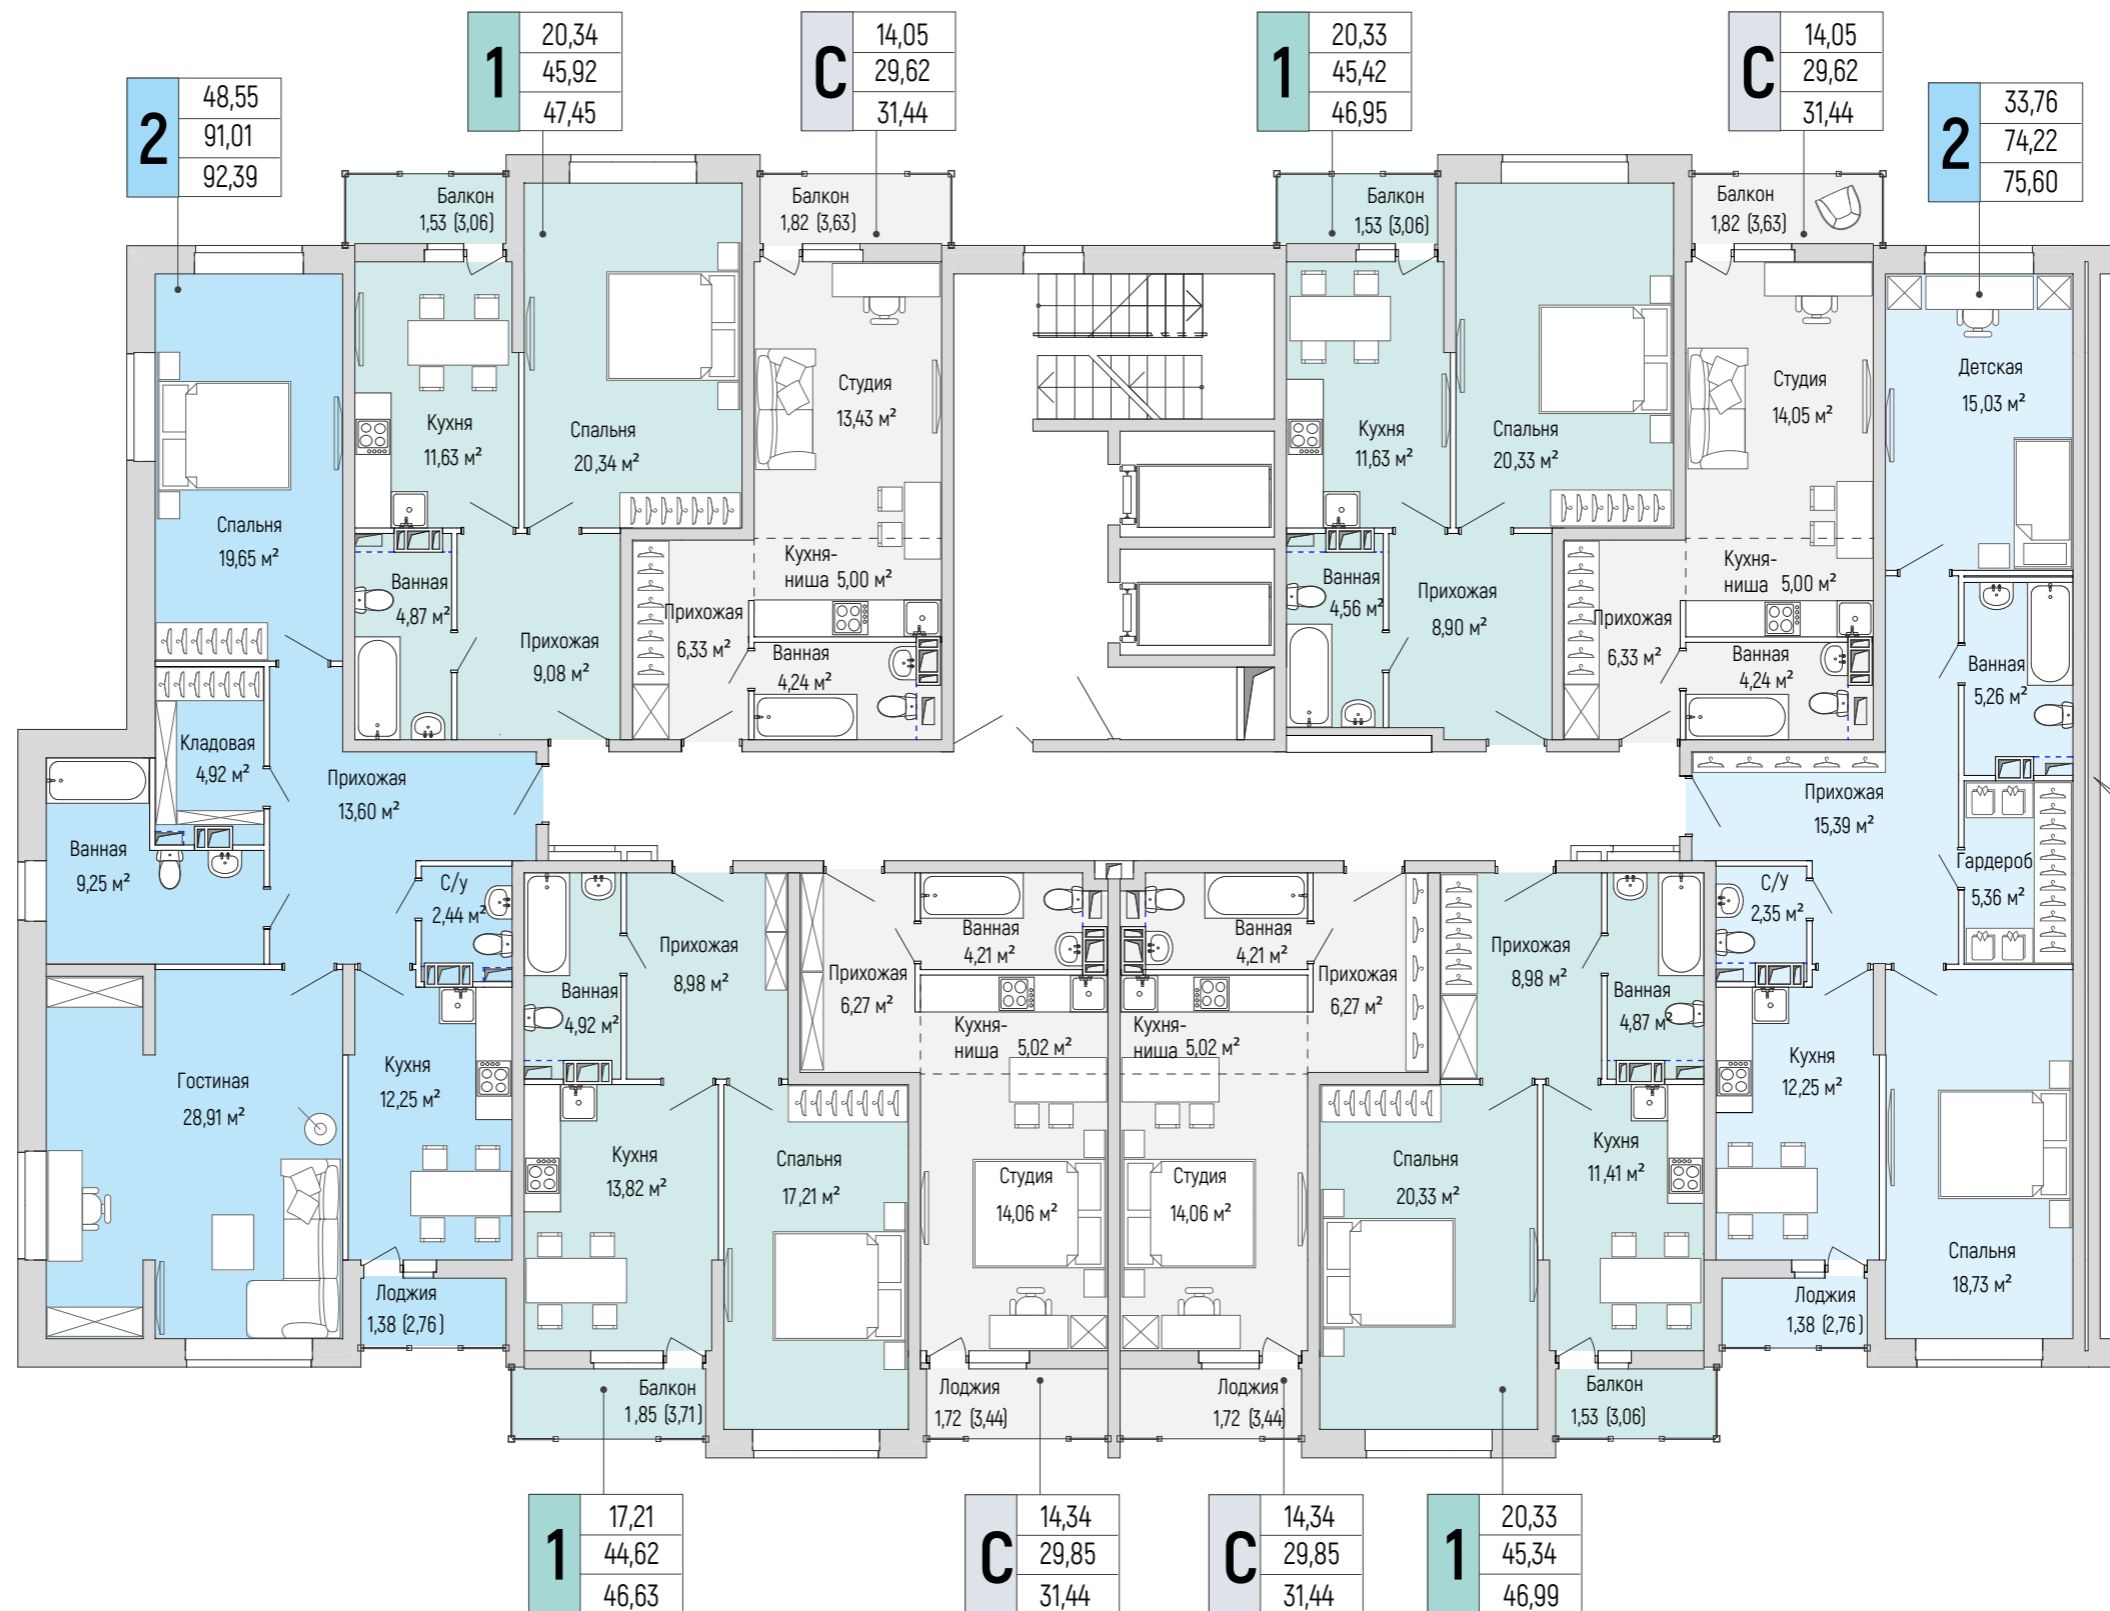 2
48,55
91,01
92,39
1
20,34
45,92
47,45
С
14,05
29,62
31,44
1
20,33
45,42
46,95
С
14,05
29,62
31,44
2
33,76
74,22
75,60
Балкон
1,53 (3,06)
Балкон
1,82 (3,63)
Балкон
1,53 (3,06)
Балкон
1,82 (3,63)
Спальня
19,65 м²
Кухня
11,63 м²
Спальня
20,34 м²
Студия
13,43 м²
Кухня
11,63 м²
Спальня
20,33 м²
Студия
14,05 м²
Детская
15,03 м²
Ванная
4,87 м²
Прихожая
9,08 м²
Прихожая
6,33 м²
Кухня-
ниша 5,00 м²
Ванная
4,24 м²
Ванная
4,56 м²
Прихожая
8,90 м²
Прихожая
6,33 м²
Кухня-
ниша 5,00 м²
Ванная
4,24 м²
Ванная
5,26 м²
Кладовая
4,92 м²
Прихожая
13,60 м²
Ванная
9,25 м²
С/у
2,44 м²
Прихожая
15,39 м²
Гардероб
5,36 м²
С/У
2,35 м²
Ванная
4,92 м²
Прихожая
8,98 м²
Прихожая
6,27 м²
Ванная
4,21 м²
Кухня-
ниша 5,02 м²
Ванная
4,21 м²
Кухня-
ниша 5,02 м²
Прихожая
6,27 м²
Прихожая
8,98 м²
Ванная
4,87 м²
Гостиная
28,91 м²
Кухня
12,25 м²
Кухня
13,82 м²
Спальня
17,21 м²
Студия
14,06 м²
Студия
14,06 м²
Спальня
20,33 м²
Кухня
11,41 м²
Кухня
12,25 м²
Спальня
18,73 м²
Лоджия
1,38 (2,76)
Балкон
1,85 (3,71)
Лоджия
1,72 (3,44)
Лоджия
1,72 (3,44)
Балкон
1,53 (3,06)
Лоджия
1,38 (2,76)
1
17,21
44,62
46,63
С
14,34
29,85
31,44
С
14,34
29,85
31,44
1
20,33
45,34
46,99